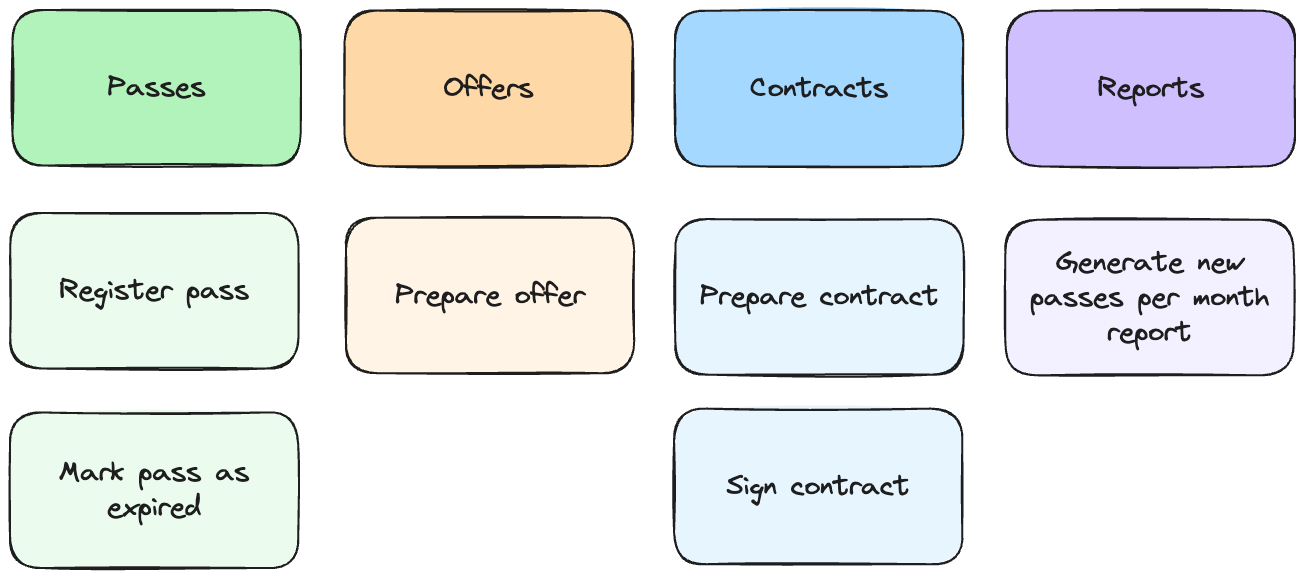 Passes
Offers
Contracts
Reports
Register pass
Prepare offer
Prepare contract
Generate new
passes per month
report
Mark pass as
expired
Sign contract